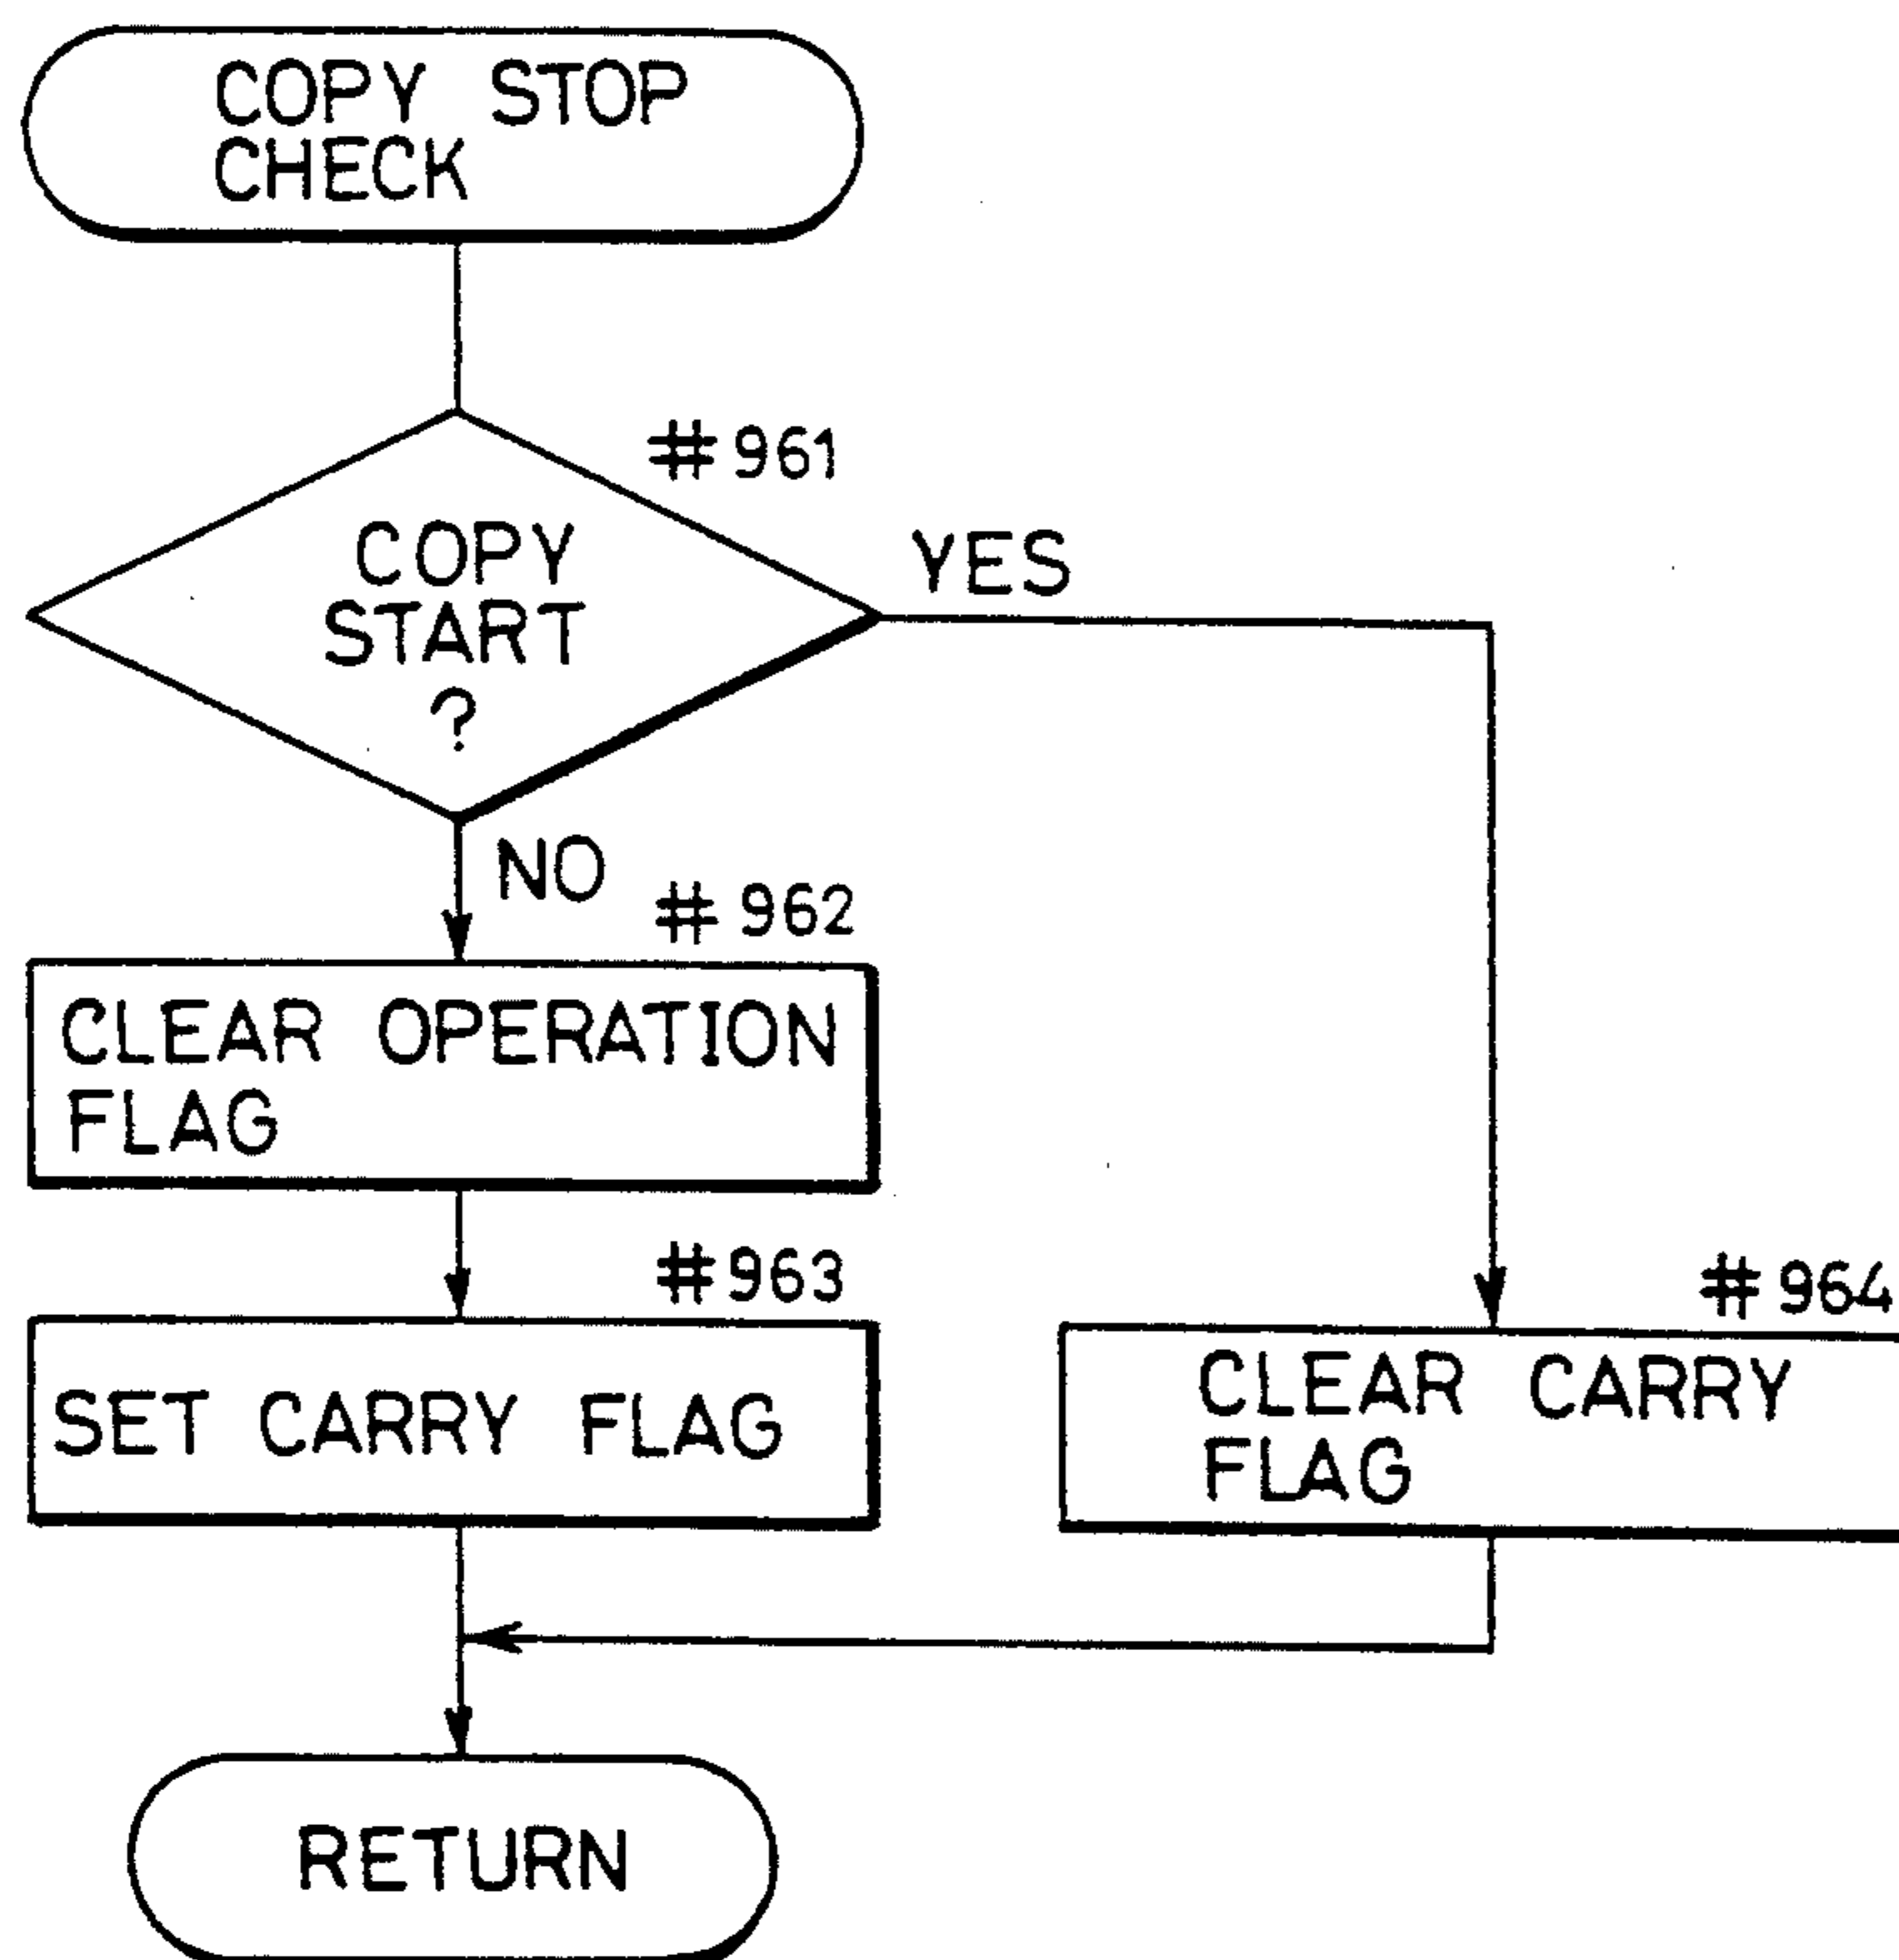 COPY STOP
CHECK
#961
COPY
START
?
YES
NO
#962
CLEAR OPERATION
FLAG
#963
SET CARRY FLAG
#964
CLEAR CARRY
FLAG
RETURN